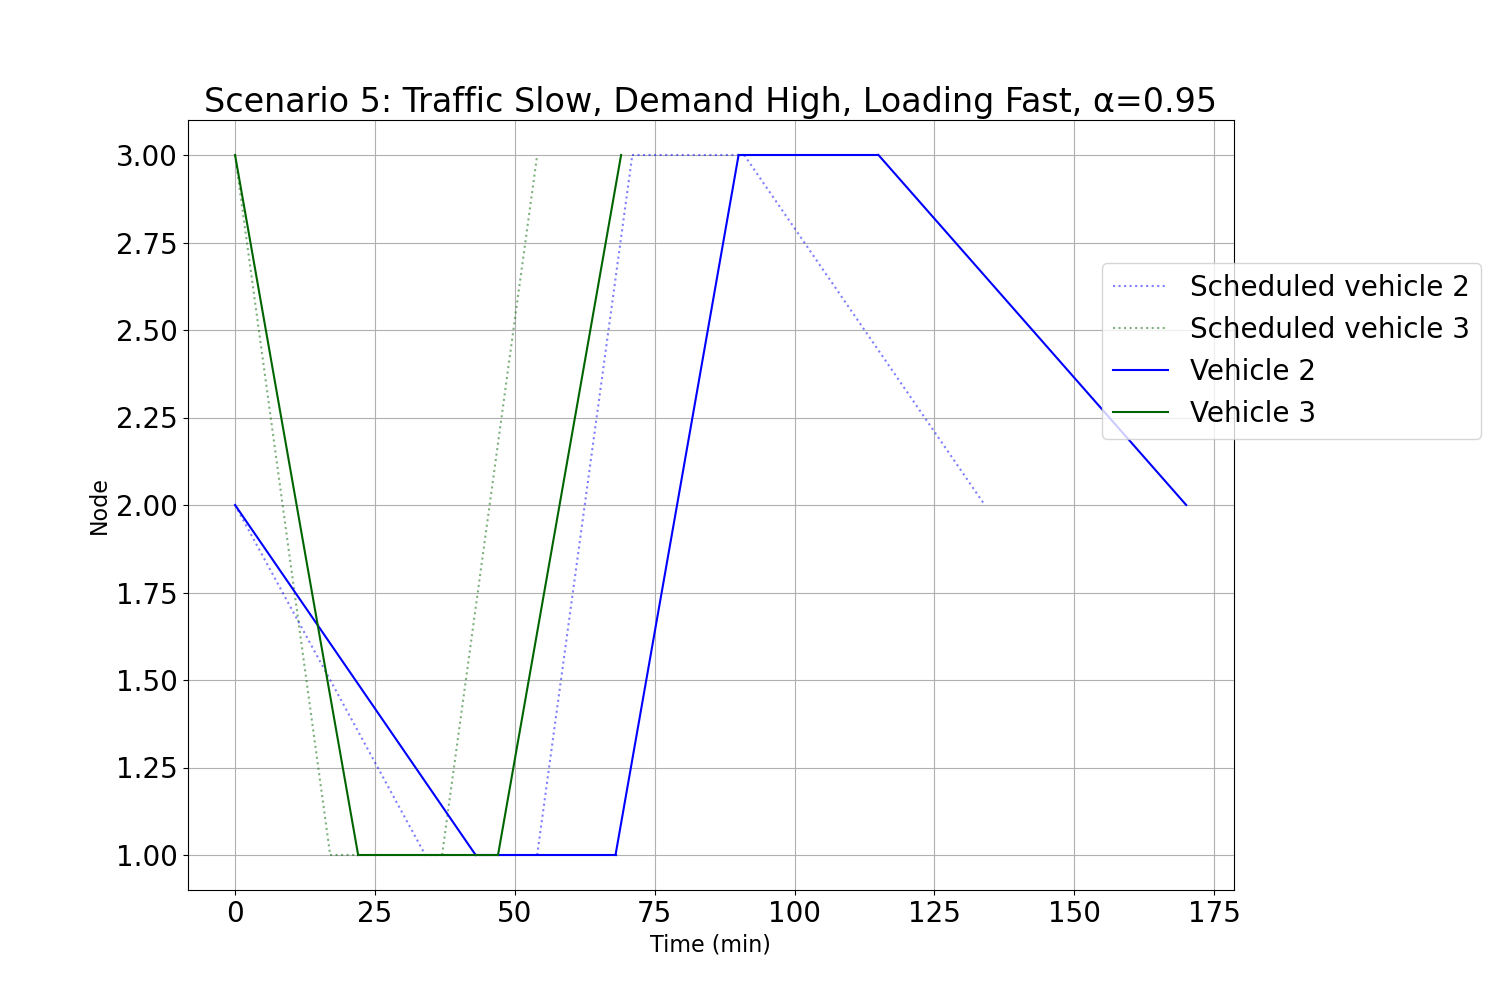 Scenario 5: Traffic Slow, Demand High, Loading Fast, α=0.95
3.00
2.75
2.50
2.25
2.00
1.75
1.50
1.25
1.00
Node
0 25 50 75 100 125 150 175
Time (min)
Scheduled vehicle 2
Scheduled vehicle 3
Vehicle 2
Vehicle 3